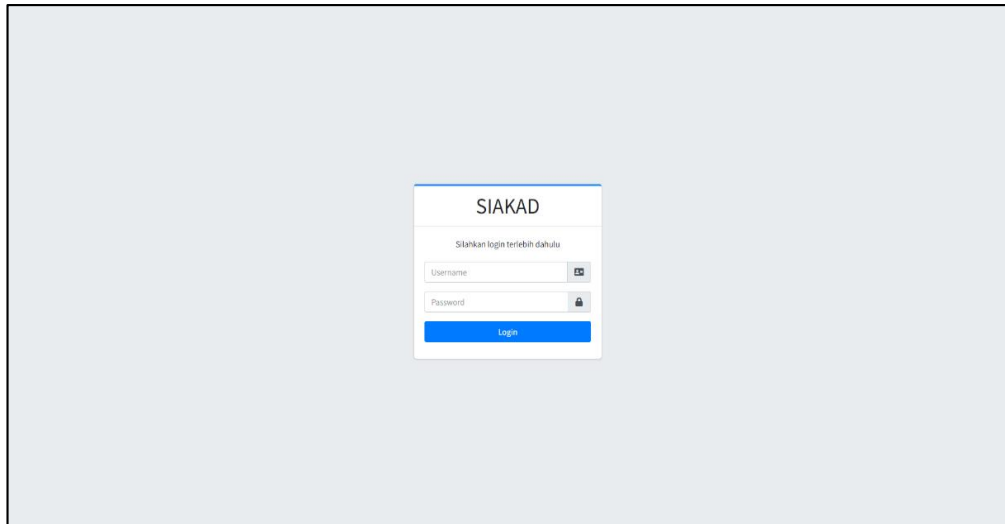 SIAKAD
Silahkan login terlebih dahulu
Username
Password
Login